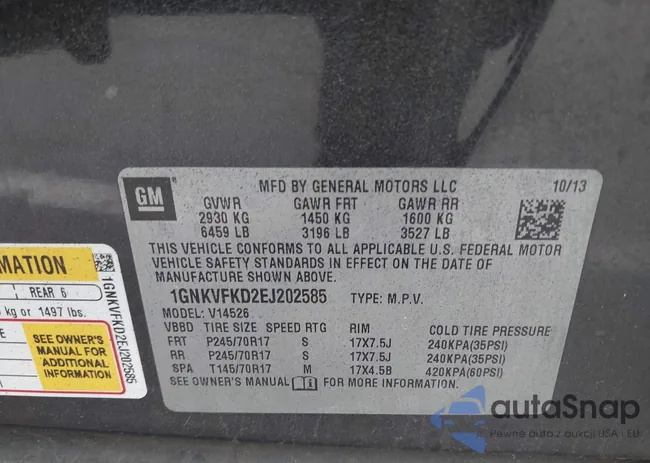 GM
MFD BY GENERAL MOTORS LLC 10/13
GVWR GAWR FRT GAWR RR
2930 KG 1450 KG 1600 KG
6459 LB 3196 LB 3527 LB
THIS VEHICLE CONFORMS TO ALL APPLICABLE U.S. FEDERAL MOTOR
VEHICLE SAFETY STANDARDS IN EFFECT ON THE DATE OF
MANUFACTURE SHOWN ABOVE.
1GNKVFKD2EJ202585 TYPE: M.P.V.
MODEL: V14526
VBBD TIRE SIZE SPEED RTG RIM COLD TIRE PRESSURE
FRT P245/70R17 S 17X7.5J 240KPA(35PSI)
RR P245/70R17 S 17X7.5J 240KPA(35PSI)
SPA T145/70R17 M 17X4.5B 420KPA(60PSI)
SEE OWNER'S MANUAL FOR MORE INFORMATION.
MATION
REAR 6
kg or 1497 lbs.
SEE OWNER'S
MANUAL FOR
ADDITIONAL
INFORMATION
1GNKVFKD2EJ202585
autaSnap
Pewne auta z aukcji USA i EU